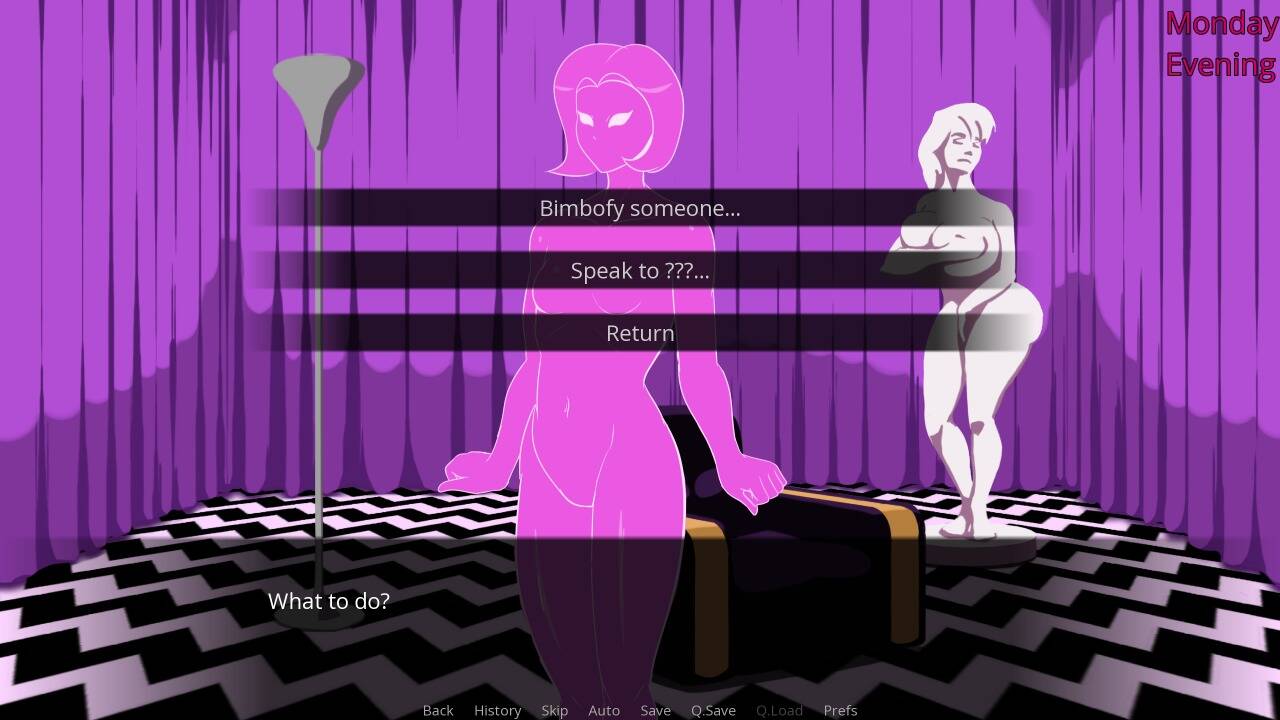 Monday
Evening
Bimbofy someone...
Speak to ???...
Return
What to do?
Back History Skip Auto Save Q.Save Q.Load Prefs